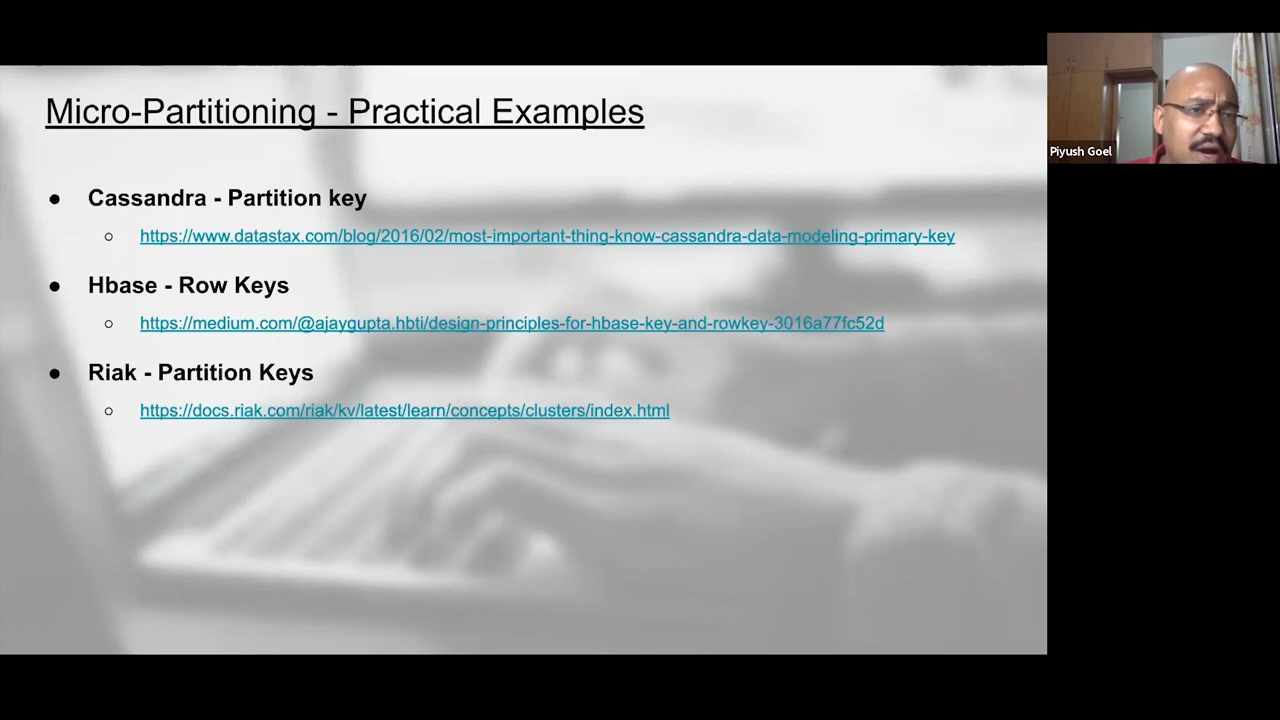 Micro-Partitioning - Practical Examples
● Cassandra - Partition key
○ https://www.datastax.com/blog/2016/02/most-important-thing-know-cassandra-data-modeling-primary-key
● Hbase - Row Keys
○ https://medium.com/@ajaygupta.hbti/design-principles-for-hbase-key-and-rowkey-3016a77fc52d
● Riak - Partition Keys
○ https://docs.riak.com/riak/kv/latest/learn/concepts/clusters/index.html
Piyush Goel